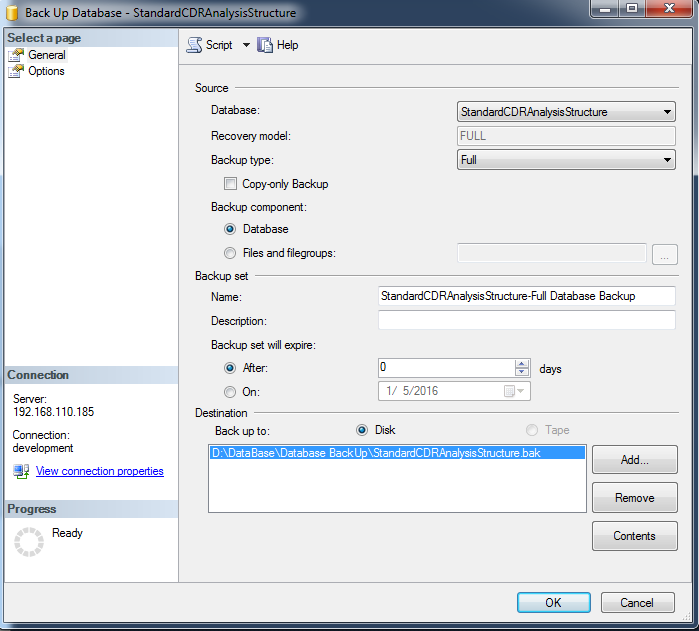 Back Up Database - StandardCDRAnalysisStructure
Select a page
General
Options
Script
Help
Source
Database:
StandardCDRAnalysisStructure
Recovery model:
FULL
Backup type:
Full
Copy-only Backup
Backup component:
Database
Files and filegroups:
...
Backup set
Name:
StandardCDRAnalysisStructure-Full Database Backup
Description:
Backup set will expire:
After:
0
days
On:
1/ 5/2016
Destination
Back up to:
Disk
Tape
D:\DataBase\Database BackUp\StandardCDRAnalysisStructure.bak
Add...
Remove
Contents
Connection
Server:
192.168.110.185
Connection:
development
View connection properties
Progress
Ready
OK
Cancel